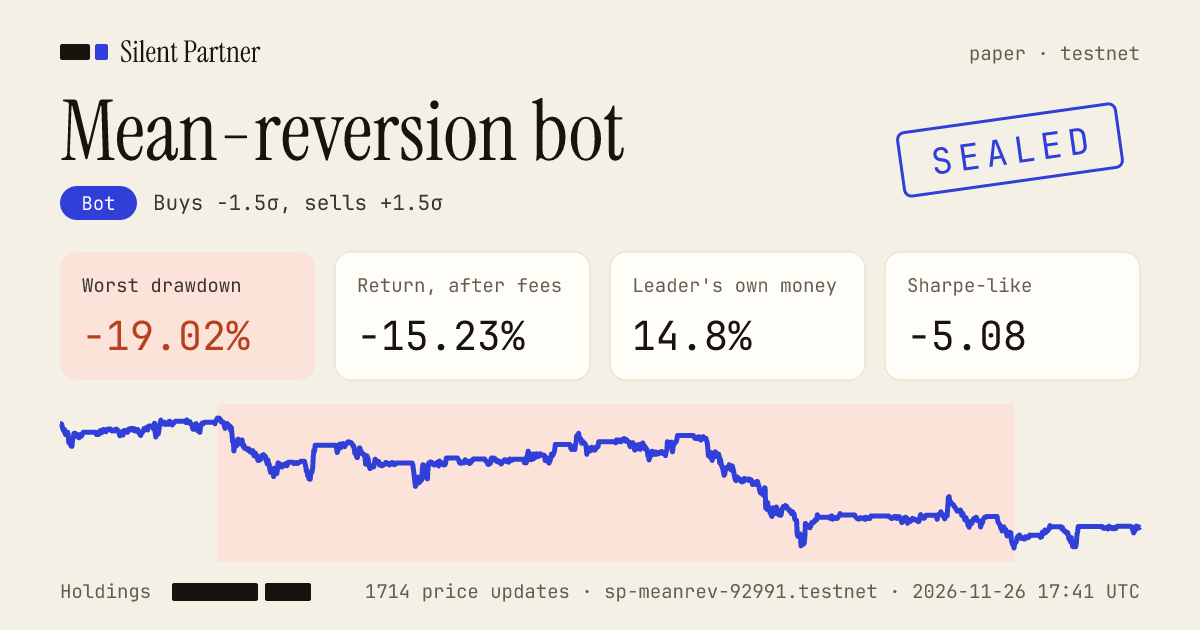 Silent Partner
paper · testnet
Mean-reversion bot
SEALED
Bot
Buys -1.5σ, sells +1.5σ
Worst drawdown
-19.02%
Return, after fees
-15.23%
Leader's own money
14.8%
Sharpe-like
-5.08
Holdings
1714 price updates · sp-meanrev-92991.testnet · 2026-11-26 17:41 UTC